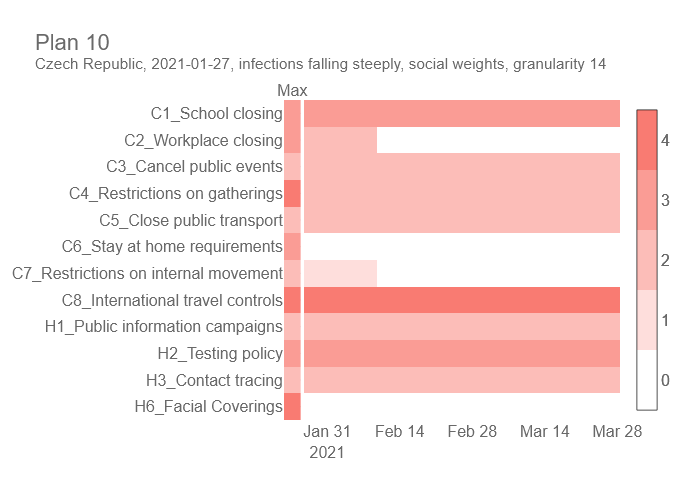 Plan 10
Czech Republic, 2021-01-27, infections falling steeply, social weights, granularity 14
Max
C1_School closing
C2_Workplace closing
C3_Cancel public events
C4_Restrictions on gatherings
C5_Close public transport
C6_Stay at home requirements
C7_Restrictions on internal movement
C8_International travel controls
H1_Public information campaigns
H2_Testing policy
H3_Contact tracing
H6_Facial Coverings
4
3
2
1
0
Jan 31 Feb 14 Feb 28 Mar 14 Mar 28
2021